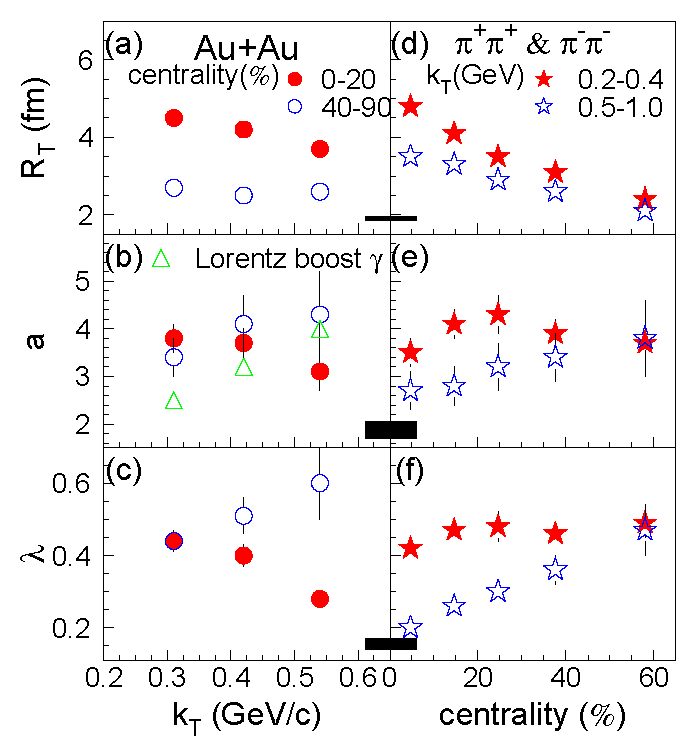 (a) Au+Au
centrality(%) 0-20
40-90
(d) π⁺π⁺ & π⁻π⁻
k_T(GeV) 0.2-0.4
0.5-1.0
R_T (fm)
6
4
2
(b) Lorentz boost γ
(e)
a
5
4
3
2
(c)
(f)
λ
0.6
0.4
0.2
0.2 0.3 0.4 0.5 0.6 0 20 40 60
k_T (GeV/c) centrality (%)